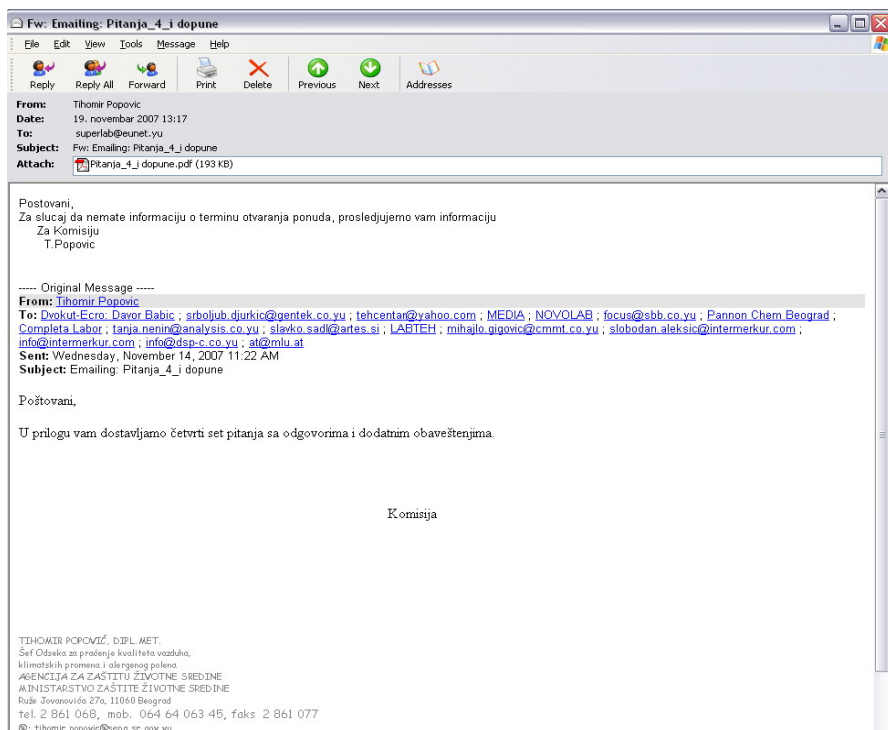 Fw: Emailing: Pitanja_4_i dopune
File Edit View Tools Message Help
Reply Reply All Forward Print Delete Previous Next Addresses
From: Tihomir Popovic
Date: 19. novembar 2007 13:17
To: superlab@eunet.yu
Subject: Fw: Emailing: Pitanja_4_i dopune
Attach: Pitanja_4_i dopune.pdf (193 KB)
Postovani,
Za slucaj da nemate informaciju o terminu otvaranja ponuda, prosledjujemo vam informaciju
Za Komisiju
T.Popovic
----- Original Message -----
From: Tihomir Popovic
To: Dvokut-Ecro: Davor Babic ; srboljub.djurkic@gentek.co.yu ; tehcentar@yahoo.com ; MEDIA ; NOVOLAB ; focus@sbb.co.yu ; Pannon Chem Beograd ;
Completa Labor ; tanja.nenin@analysis.co.yu ; slavko.sadl@artes.si ; LABTEH ; mihajlo.gigovic@cmmt.co.yu ; slobodan.aleksic@intermerkur.com ;
info@intermerkur.com ; info@dsp-c.co.yu ; at@mlu.at
Sent: Wednesday, November 14, 2007 11:22 AM
Subject: Emailing: Pitanja_4_i dopune
Poštovani,
U prilogu vam dostavljamo četvrti set pitanja sa odgovorima i dodatnim obaveštenjima.
Komisija
TIHOMIR POPOVIĆ, DIPL.MET.
Šef Odseka za praćenje kvaliteta vazduha,
klimatskih promena i alergenog polena
AGENCIJA ZA ZAŠTITU ŽIVOTNE SREDINE
MINISTARSTVO ZAŠTITE ŽIVOTNE SREDINE
Ruže Jovanovića 27a, 11060 Beograd
tel. 2 861 068, mob. 064 64 063 45, faks 2 861 077
@: tihomir.popovic@sepa.sr.gov.yu